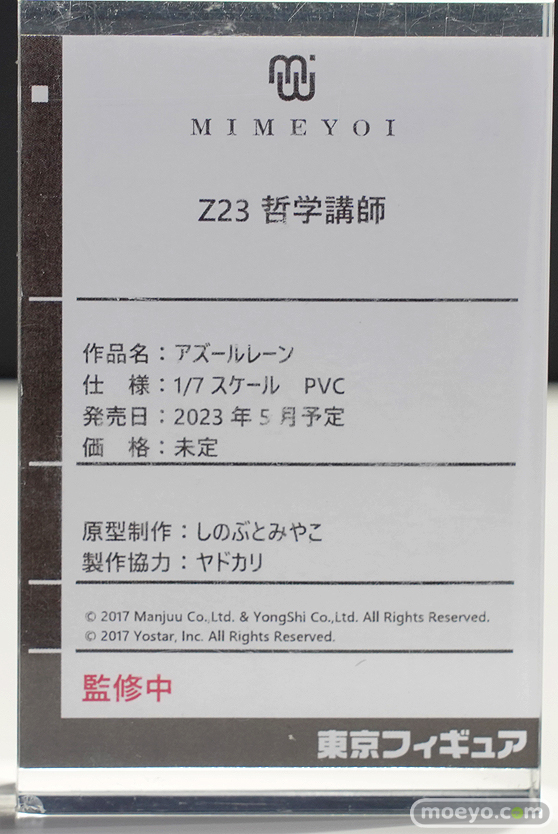 MIMEYOI
Z23 哲学講師
作品名：アズールレーン
仕　様：1/7 スケール　PVC
発売日：2023 年 5 月予定
価　格：未定
原型制作：しのぶとみやこ
製作協力：ヤドカリ
© 2017 Manjuu Co.,Ltd. & YongShi Co.,Ltd. All Rights Reserved.
© 2017 Yostar, Inc. All Rights Reserved.
監修中
東京フィギュア
moeyo.com